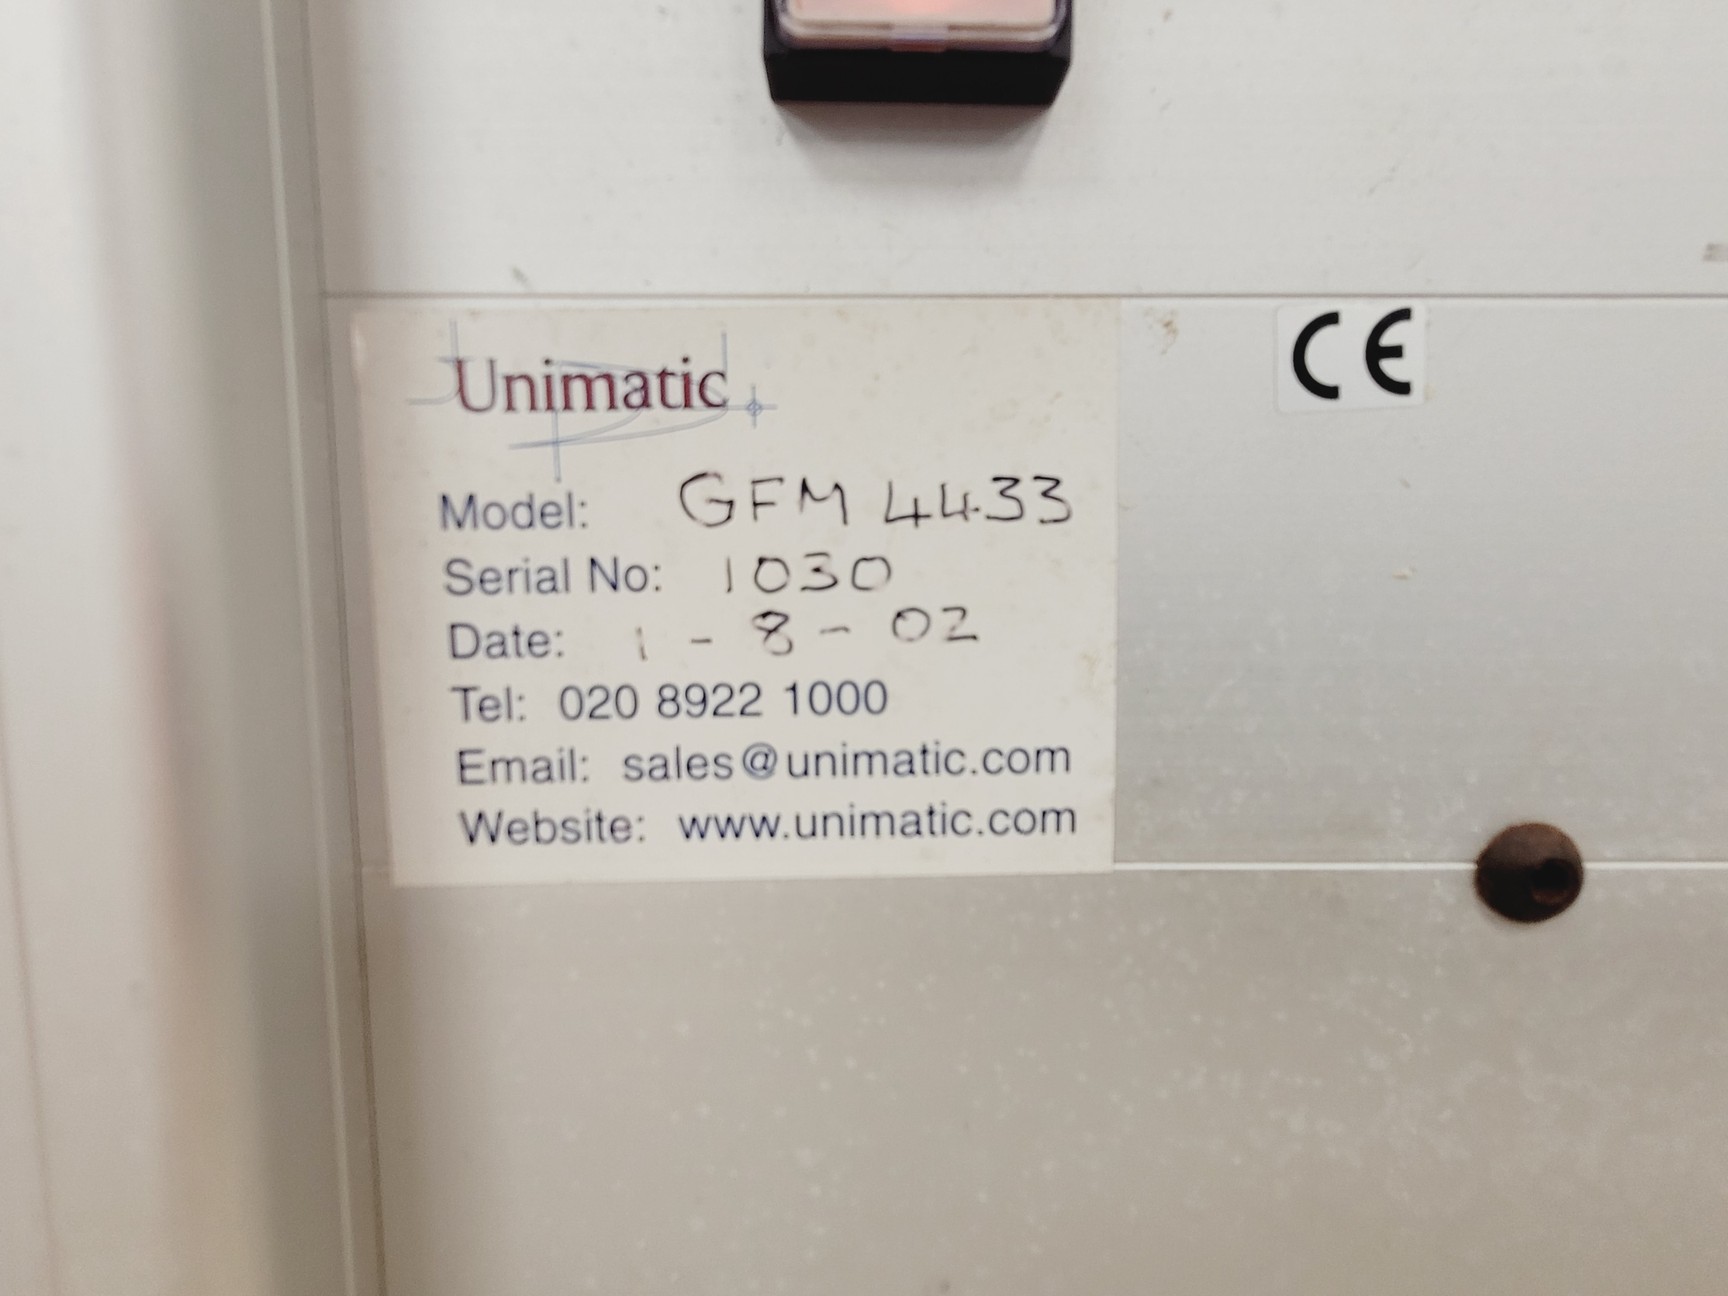 Unimatic
CE
Model: GFM 4433
Serial No: 1030
Date: 1 - 8 - 02
Tel: 020 8922 1000
Email: sales@unimatic.com
Website: www.unimatic.com